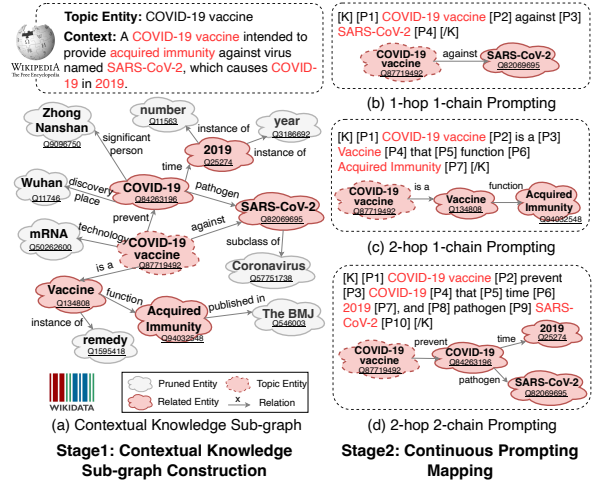 Topic Entity: COVID-19 vaccine
Context: A COVID-19 vaccine intended to
provide acquired immunity against virus
named SARS-CoV-2, which causes COVID-
19 in 2019.
WIKIPEDIA
The Free Encyclopedia
Zhong
Nanshan
Q9096750
number
Q11563
year
Q3186692
significant
person
instance of
instance of
2019
Q25274
time
Wuhan
Q11746
discovery
place
COVID-19
Q84263196
pathogen
SARS-CoV-2
Q82069695
prevent
against
mRNA
Q50262600
technology
COVID-19
vaccine
Q87719492
subclass of
Coronavirus
Q57751738
is a
Vaccine
Q134808
function
Acquired
Immunity
Q94032548
published in
The BMJ
Q546003
instance of
remedy
Q1595418
WIKIDATA
Pruned Entity
Topic Entity
Related Entity
x
Relation
(a) Contextual Knowledge Sub-graph
Stage1: Contextual Knowledge
Sub-graph Construction
[K] [P1] COVID-19 vaccine [P2] against [P3]
SARS-CoV-2 [P4] [/K]
COVID-19
vaccine
Q87719492
against
SARS-CoV-2
Q82069695
(b) 1-hop 1-chain Prompting
[K] [P1] COVID-19 vaccine [P2] is a [P3]
Vaccine [P4] that [P5] function [P6]
Acquired Immunity [P7] [/K]
COVID-19
vaccine
Q87719492
is a
Vaccine
Q134808
function
Acquired
Immunity
Q94032548
(c) 2-hop 1-chain Prompting
[K] [P1] COVID-19 vaccine [P2] prevent
[P3] COVID-19 [P4] that [P5] time [P6]
2019 [P7], and [P8] pathogen [P9] SARS-
CoV-2 [P10] [/K]
COVID-19
vaccine
Q87719492
prevent
COVID-19
Q84263196
time
2019
Q25274
pathogen
SARS-CoV-2
Q82069695
(d) 2-hop 2-chain Prompting
Stage2: Continuous Prompting
Mapping